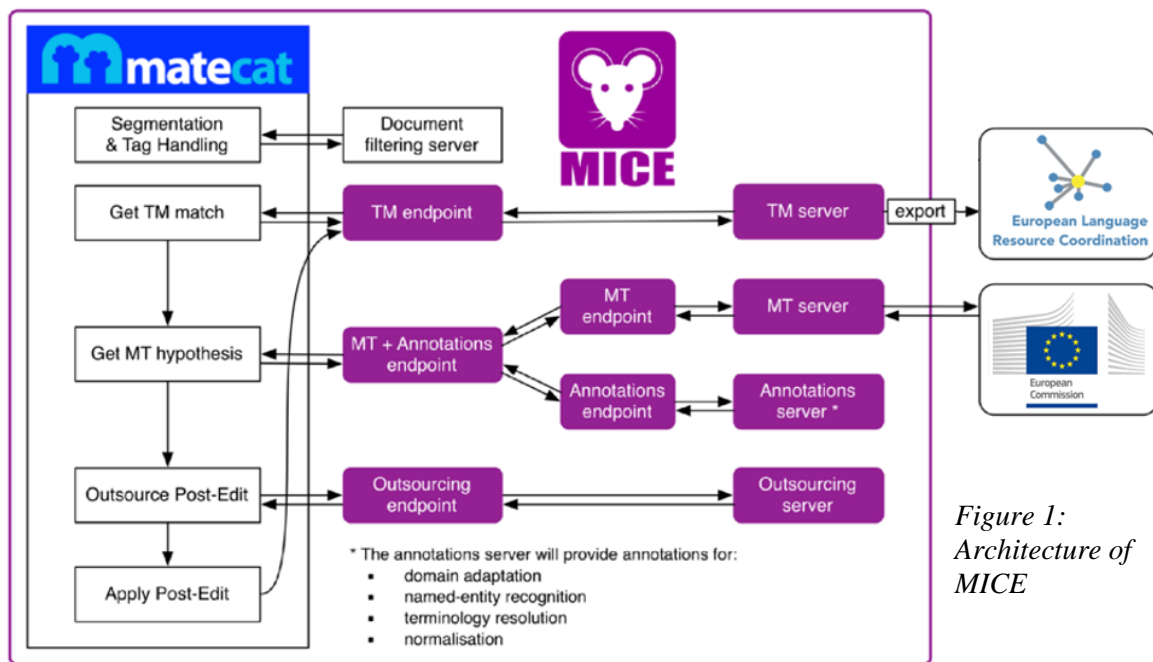 matecat
Segmentation
& Tag Handling
Document
filtering server
MICE
Get TM match
TM endpoint
TM server
export
European Language
Resource Coordination
MT
endpoint
MT server
Get MT hypothesis
MT + Annotations
endpoint
European
Commission
Annotations
endpoint
Annotations
server *
Outsource Post-Edit
Outsourcing
endpoint
Outsourcing
server
Apply Post-Edit
* The annotations server will provide annotations for:
▪ domain adaptation
▪ named-entity recognition
▪ terminology resolution
▪ normalisation
Figure 1:
Architecture of
MICE